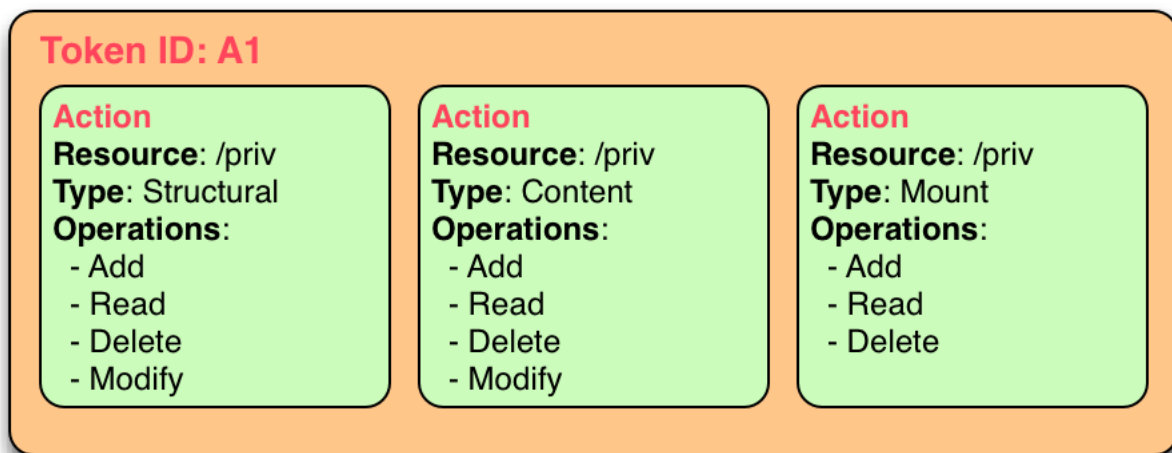 Token ID: A1
Action
Resource: /priv
Type: Structural
Operations:
- Add
- Read
- Delete
- Modify
Action
Resource: /priv
Type: Content
Operations:
- Add
- Read
- Delete
- Modify
Action
Resource: /priv
Type: Mount
Operations:
- Add
- Read
- Delete